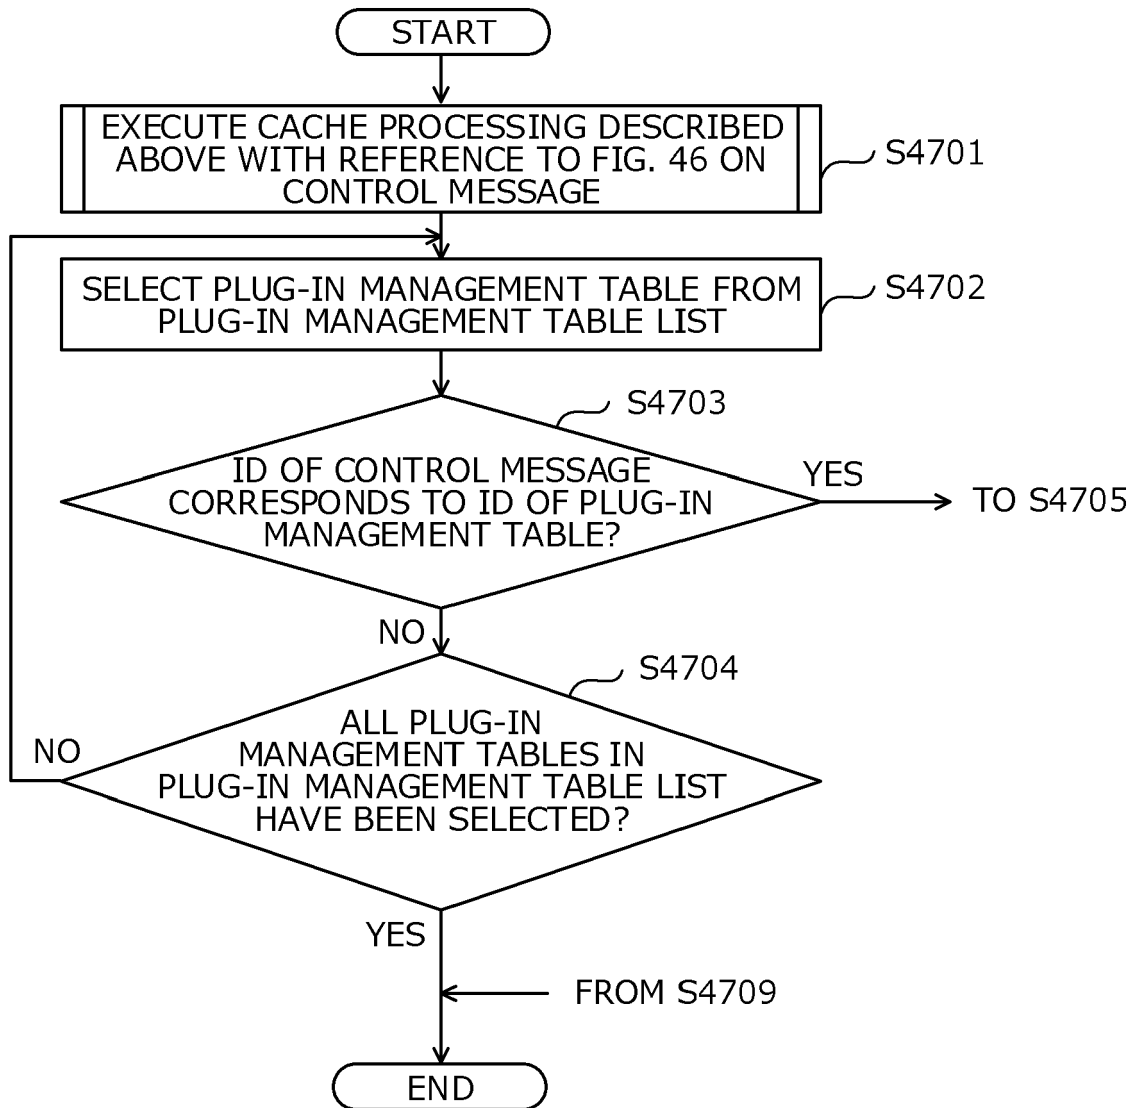 START
EXECUTE CACHE PROCESSING DESCRIBED
ABOVE WITH REFERENCE TO FIG. 46 ON
CONTROL MESSAGE
S4701
SELECT PLUG-IN MANAGEMENT TABLE FROM
PLUG-IN MANAGEMENT TABLE LIST
S4702
S4703
ID OF CONTROL MESSAGE
CORRESPONDS TO ID OF PLUG-IN
MANAGEMENT TABLE?
YES
TO S4705
NO
S4704
ALL PLUG-IN
MANAGEMENT TABLES IN
PLUG-IN MANAGEMENT TABLE LIST
HAVE BEEN SELECTED?
NO
YES
FROM S4709
END